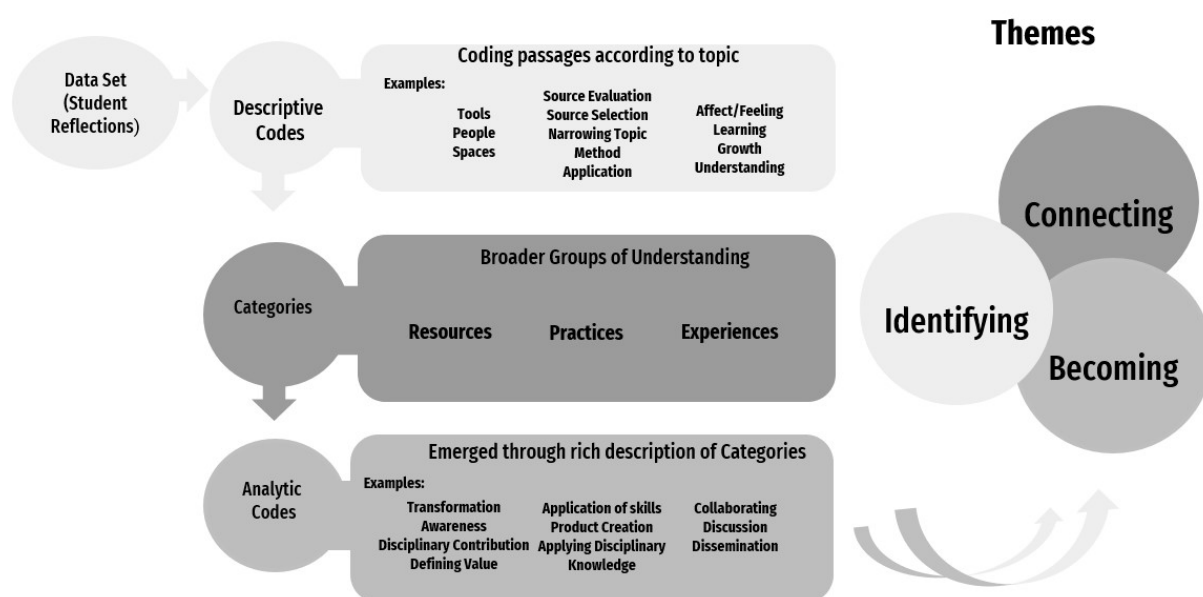 Themes
Data Set
(Student
Reflections)
Descriptive
Codes
Coding passages according to topic
Examples:
Tools
People
Spaces
Source Evaluation
Source Selection
Narrowing Topic
Method
Application
Affect/Feeling
Learning
Growth
Understanding
Categories
Broader Groups of Understanding
Resources
Practices
Experiences
Analytic
Codes
Emerged through rich description of Categories
Examples:
Transformation
Awareness
Disciplinary Contribution
Defining Value
Application of skills
Product Creation
Applying Disciplinary
Knowledge
Collaborating
Discussion
Dissemination
Connecting
Identifying
Becoming